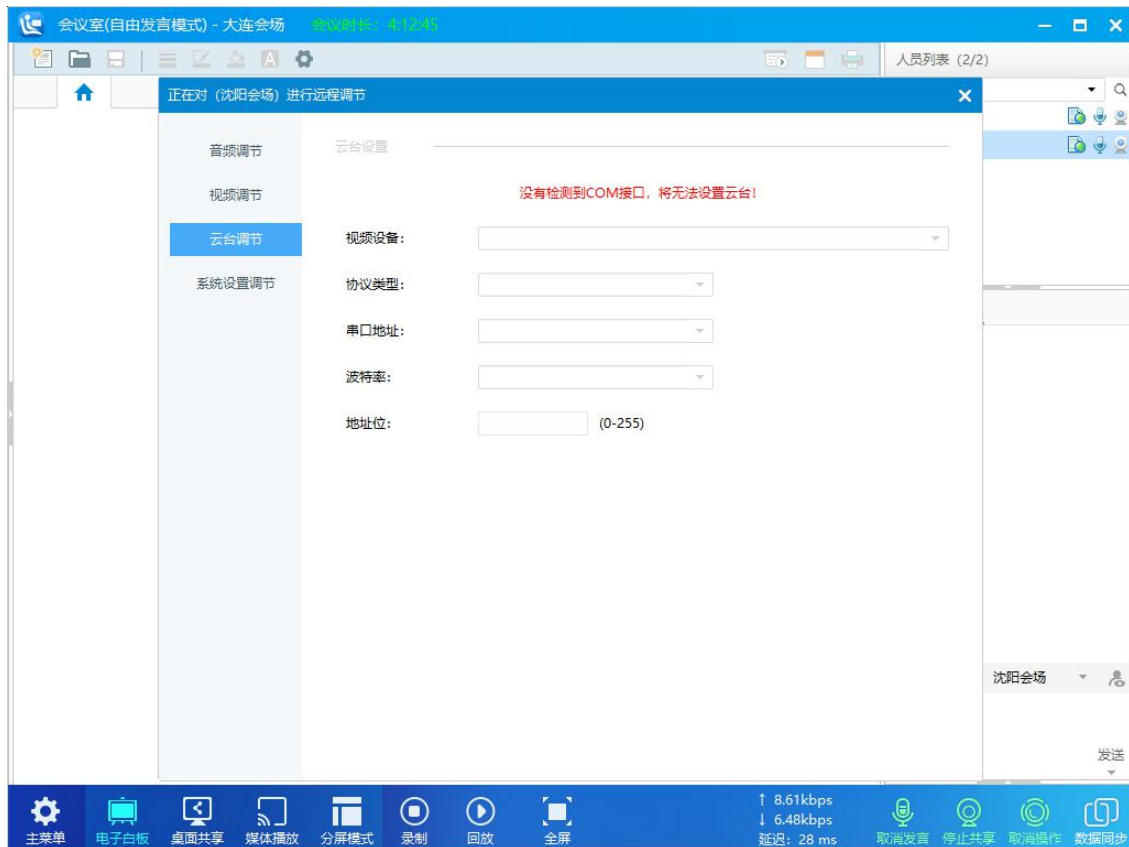 会议室(自由发言模式) - 大连会场 会议时长：4:12:45
人员列表 (2/2)
正在对（沈阳会场）进行远程调节
音频调节
视频调节
云台调节
系统设置调节
云台设置
没有检测到COM接口，将无法设置云台!
视频设备：
协议类型：
串口地址：
波特率：
地址位： (0-255)
沈阳会场
发送
主菜单
电子白板
桌面共享
媒体播放
分屏模式
录制
回放
全屏
↑ 8.61kbps
↓ 6.48kbps
延迟：28 ms
取消发言
停止共享
取消操作
数据同步